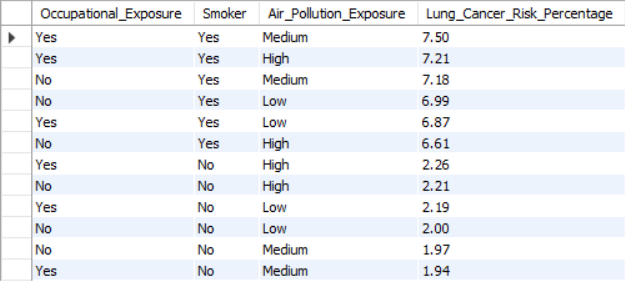 Occupational_Exposure Smoker Air_Pollution_Exposure Lung_Cancer_Risk_Percentage
Yes Yes Medium 7.50
Yes Yes High 7.21
No Yes Medium 7.18
No Yes Low 6.99
Yes Yes Low 6.87
No Yes High 6.61
Yes No High 2.26
No No High 2.21
Yes No Low 2.19
No No Low 2.00
No No Medium 1.97
Yes No Medium 1.94